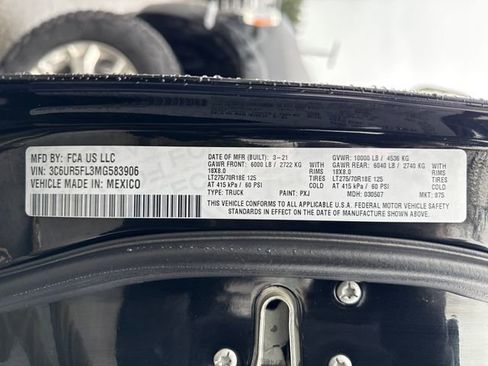 MFD BY: FCA US LLC
VIN: 3C6UR5FL3MG583906
VEHICLE MADE IN: MEXICO
DATE OF MFR (BUILT): 3-21
GAWR FRONT: 6000 LB / 2722 KG
18X8.0 RIMS
LT275/70R18E 125 TIRES
AT 415 kPa / 60 PSI COLD
TYPE: TRUCK PAINT: PXJ
GVWR: 10000 LB / 4536 KG
GAWR REAR: 6040 LB / 2740 KG
18X8.0 RIMS
LT275/70R18E 125 TIRES
AT 415 kPa / 60 PSI COLD
MDH: 030507 MKT: 875
THIS VEHICLE CONFORMS TO ALL APPLICABLE U.S.A. FEDERAL MOTOR VEHICLE SAFETY
STANDARDS IN EFFECT ON THE DATE OF MANUFACTURE SHOWN ABOVE